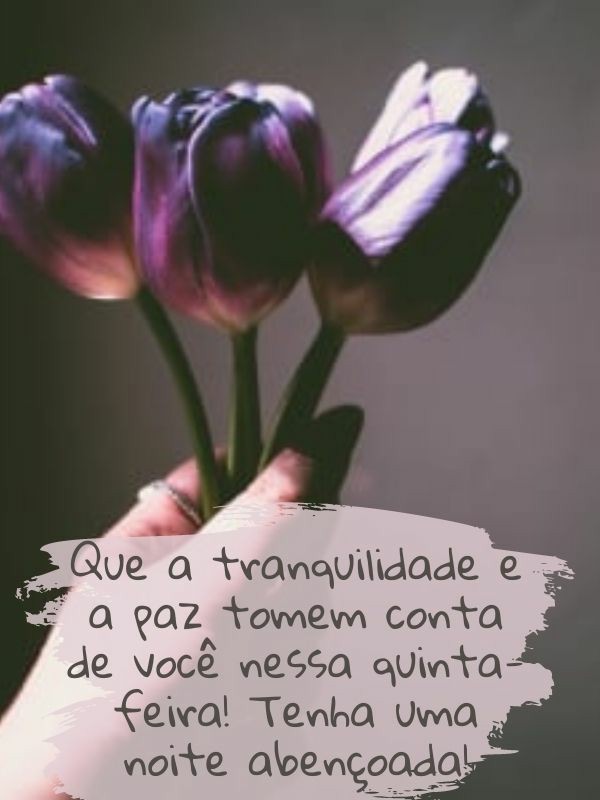 Que a tranquilidade e
a paz tomem conta
de você nessa quinta-
feira! Tenha uma
noite abençoada!